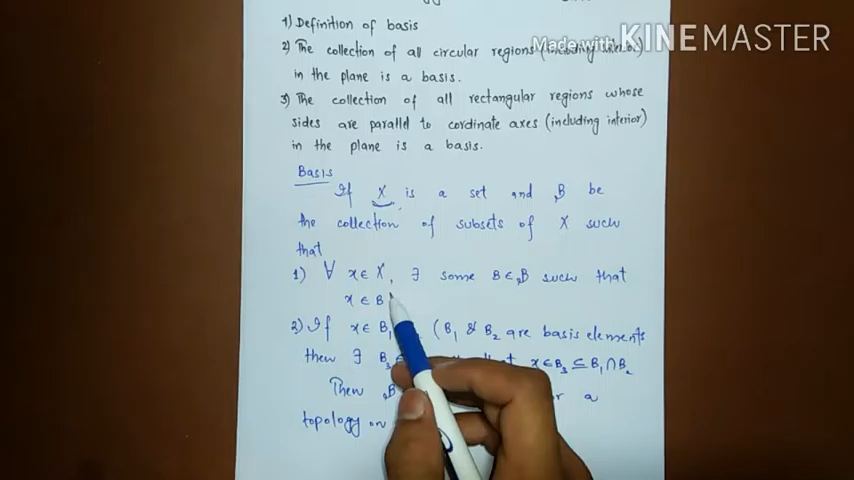 1) Definition of basis
2) The collection of all circular regions (including interior)
in the plane is a basis.
3) The collection of all rectangular regions whose
sides are parallel to cordinate axes (including interior)
in the plane is a basis.
Basis
If X is a set and B be
the collection of subsets of X such
that
1) ∀ x ∈ X, ∃ some B ∈ B such that
x ∈ B
2) If x ∈ B1 (B1 & B2 are basis elements
then ∃ B3 ∈ x ∈ B3 ⊆ B1 ∩ B2
Then B a
topology on
Made with KINEMASTER